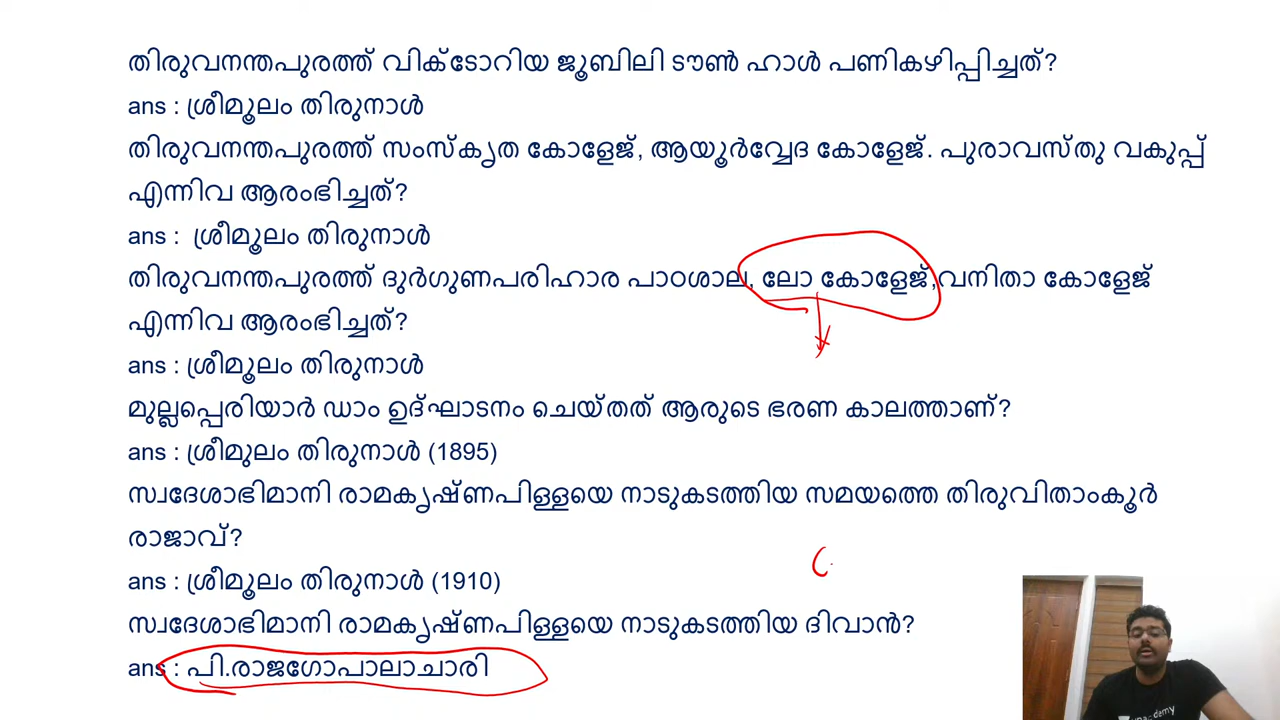 തിരുവനന്തപുരത്ത് വിക്ടോറിയ ജൂബിലി ടൗൺ ഹാൾ പണികഴിപ്പിച്ചത്?
ans : ശ്രീമൂലം തിരുനാൾ
തിരുവനന്തപുരത്ത് സംസ്കൃത കോളേജ്, ആയൂർവ്വേദ കോളേജ്. പുരാവസ്തു വകുപ്പ്
എന്നിവ ആരംഭിച്ചത്?
ans : ശ്രീമൂലം തിരുനാൾ
തിരുവനന്തപുരത്ത് ദുർഗുണപരിഹാര പാഠശാല, ലോ കോളേജ്,വനിതാ കോളേജ്
എന്നിവ ആരംഭിച്ചത്?
ans : ശ്രീമൂലം തിരുനാൾ
മുല്ലപ്പെരിയാർ ഡാം ഉദ്ഘാടനം ചെയ്തത് ആരുടെ ഭരണ കാലത്താണ്?
ans : ശ്രീമുലം തിരുനാൾ (1895)
സ്വദേശാഭിമാനി രാമകൃഷ്ണപിള്ളയെ നാടുകടത്തിയ സമയത്തെ തിരുവിതാംകൂർ
രാജാവ്?
ans : ശ്രീമൂലം തിരുനാൾ (1910)
സ്വദേശാഭിമാനി രാമകൃഷ്ണപിള്ളയെ നാടുകടത്തിയ ദിവാൻ?
ans : പി.രാജഗോപാലാചാരി